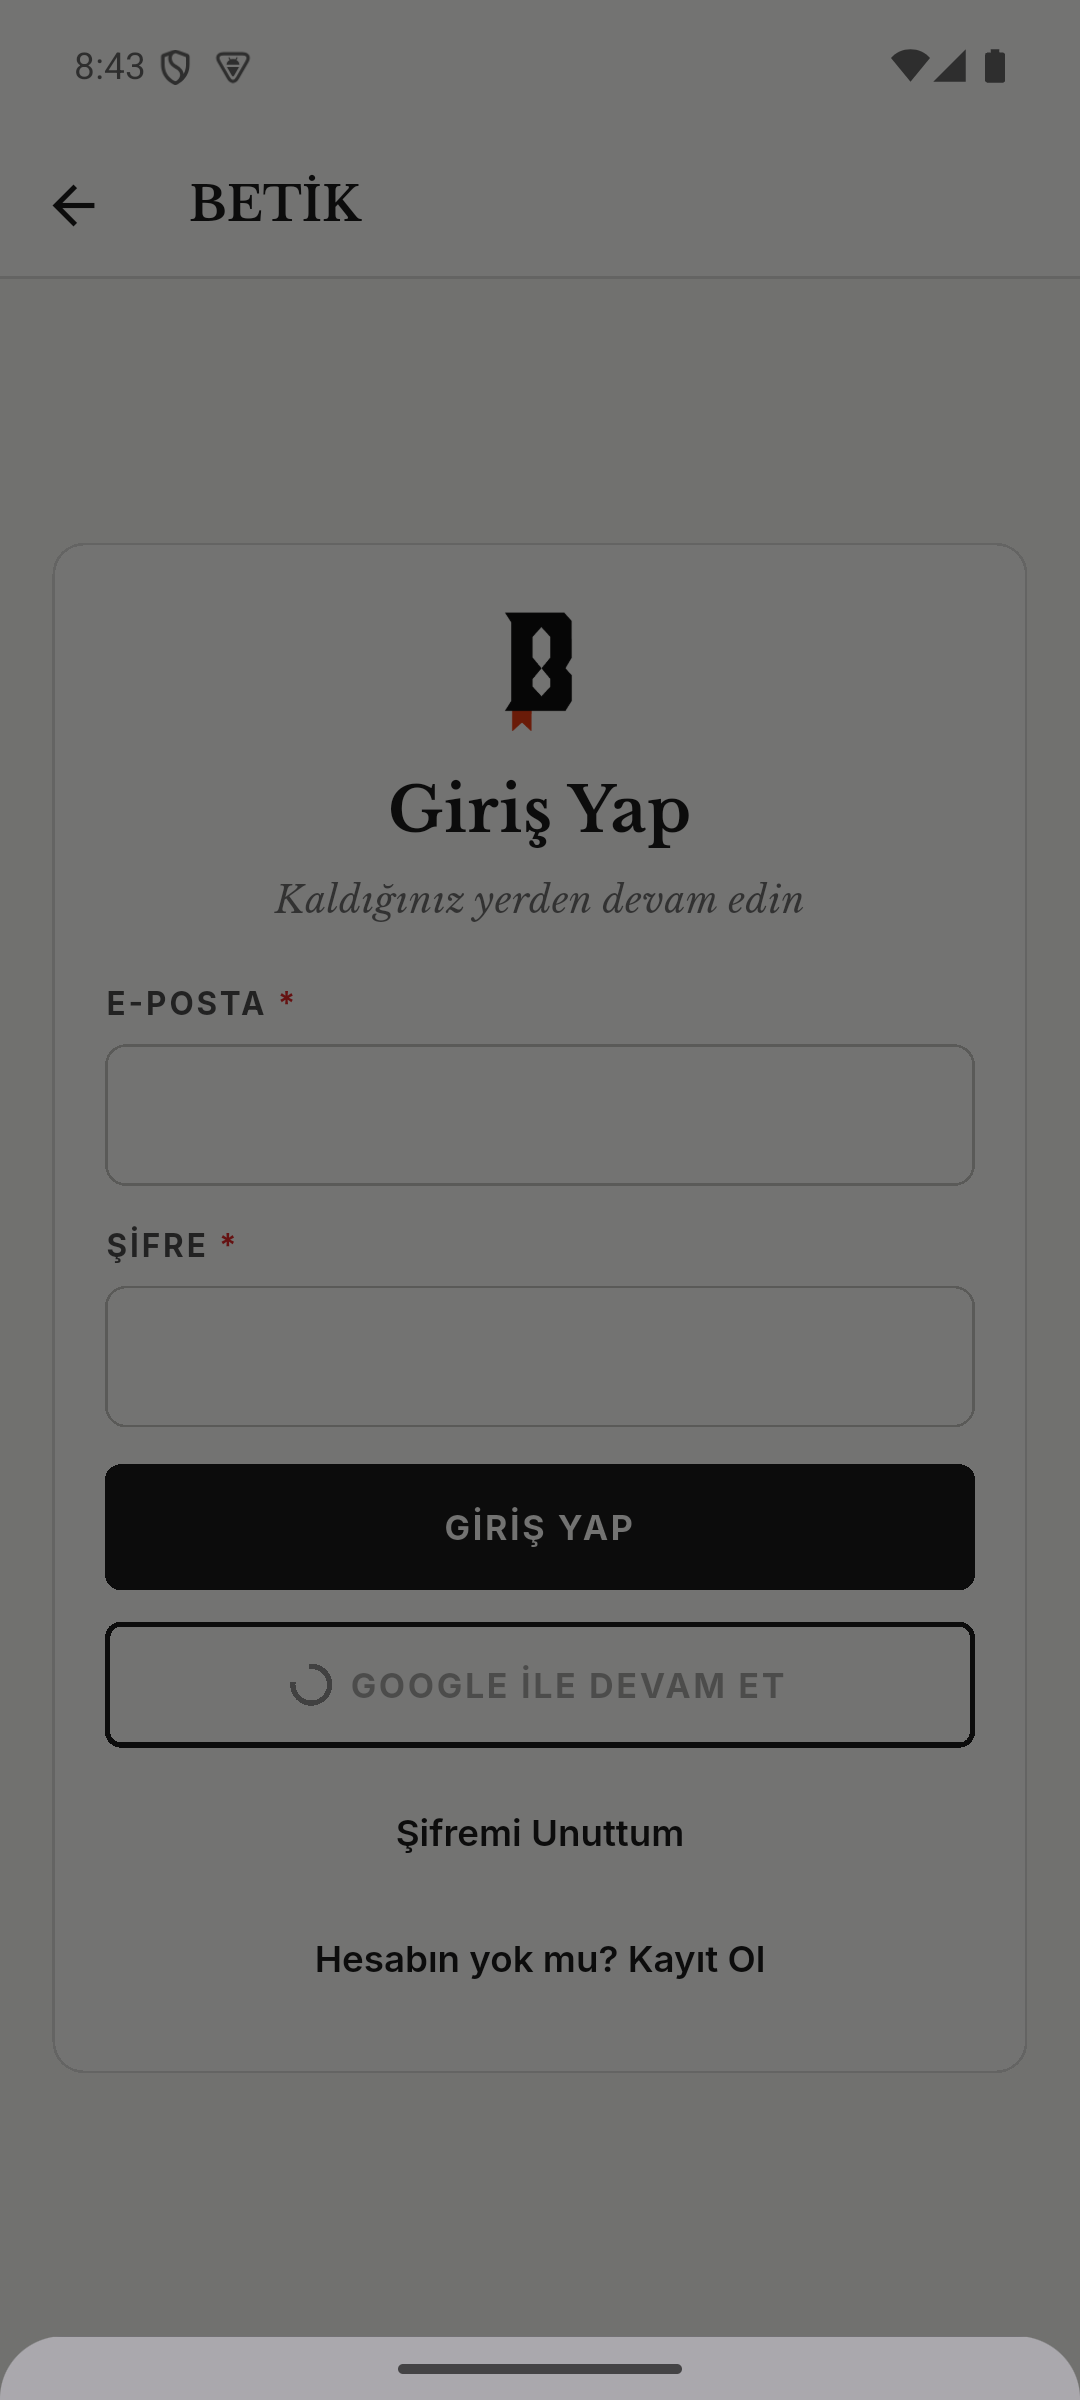 8:43
BETİK
Giriş Yap
Kaldığınız yerden devam edin
E-POSTA *
ŞİFRE *
GİRİŞ YAP
GOOGLE İLE DEVAM ET
Şifremi Unuttum
Hesabın yok mu? Kayıt Ol